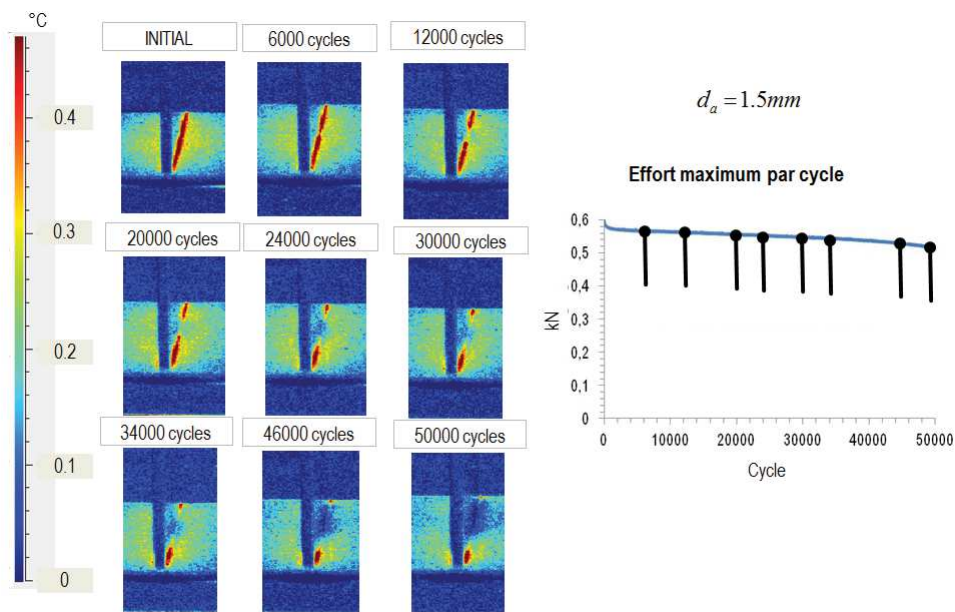 °C
0.4
0.3
0.2
0.1
0
INITIAL
6000 cycles
12000 cycles
20000 cycles
24000 cycles
30000 cycles
34000 cycles
46000 cycles
50000 cycles
dₐ = 1.5mm
Effort maximum par cycle
kN
0.6
0.5
0,4
0.3
0.2
0,1
0
0
10000
20000
30000
40000
50000
Cycle